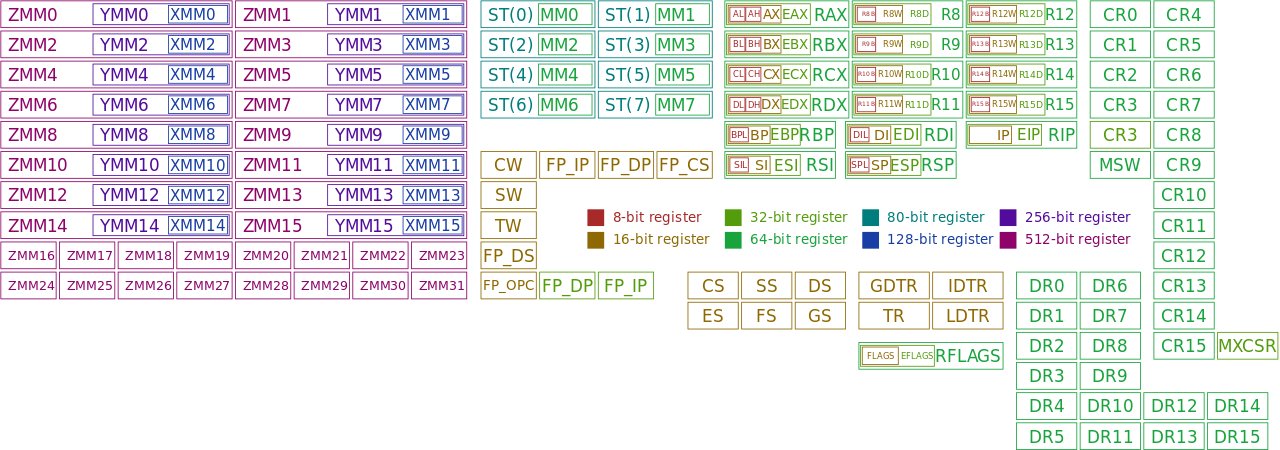 ZMM0 YMM0 XMM0 ZMM1 YMM1 XMM1 ST(0) MM0 ST(1) MM1 AL AH AX EAX RAX R8B R8W R8D R8 R12B R12W R12D R12 CR0 CR4
ZMM2 YMM2 XMM2 ZMM3 YMM3 XMM3 ST(2) MM2 ST(3) MM3 BL BH BX EBX RBX R9B R9W R9D R9 R13B R13W R13D R13 CR1 CR5
ZMM4 YMM4 XMM4 ZMM5 YMM5 XMM5 ST(4) MM4 ST(5) MM5 CL CH CX ECX RCX R10B R10W R10D R10 R14B R14W R14D R14 CR2 CR6
ZMM6 YMM6 XMM6 ZMM7 YMM7 XMM7 ST(6) MM6 ST(7) MM7 DL DH DX EDX RDX R11B R11W R11D R11 R15B R15W R15D R15 CR3 CR7
ZMM8 YMM8 XMM8 ZMM9 YMM9 XMM9 BPL BP EBP RBP DIL DI EDI RDI IP EIP RIP CR3 CR8
ZMM10 YMM10 XMM10 ZMM11 YMM11 XMM11 CW FP_IP FP_DP FP_CS SIL SI ESI RSI SPL SP ESP RSP MSW CR9
ZMM12 YMM12 XMM12 ZMM13 YMM13 XMM13 SW CR10
ZMM14 YMM14 XMM14 ZMM15 YMM15 XMM15 TW CR11
8-bit register 32-bit register 80-bit register 256-bit register
16-bit register 64-bit register 128-bit register 512-bit register
ZMM16 ZMM17 ZMM18 ZMM19 ZMM20 ZMM21 ZMM22 ZMM23 FP_DS CR12
ZMM24 ZMM25 ZMM26 ZMM27 ZMM28 ZMM29 ZMM30 ZMM31 FP_OPC FP_DP FP_IP CS SS DS GDTR IDTR DR0 DR6 CR13
ES FS GS TR LDTR DR1 DR7 CR14
FLAGS EFLAGS RFLAGS DR2 DR8 CR15 MXCSR
DR3 DR9
DR4 DR10 DR12 DR14
DR5 DR11 DR13 DR15